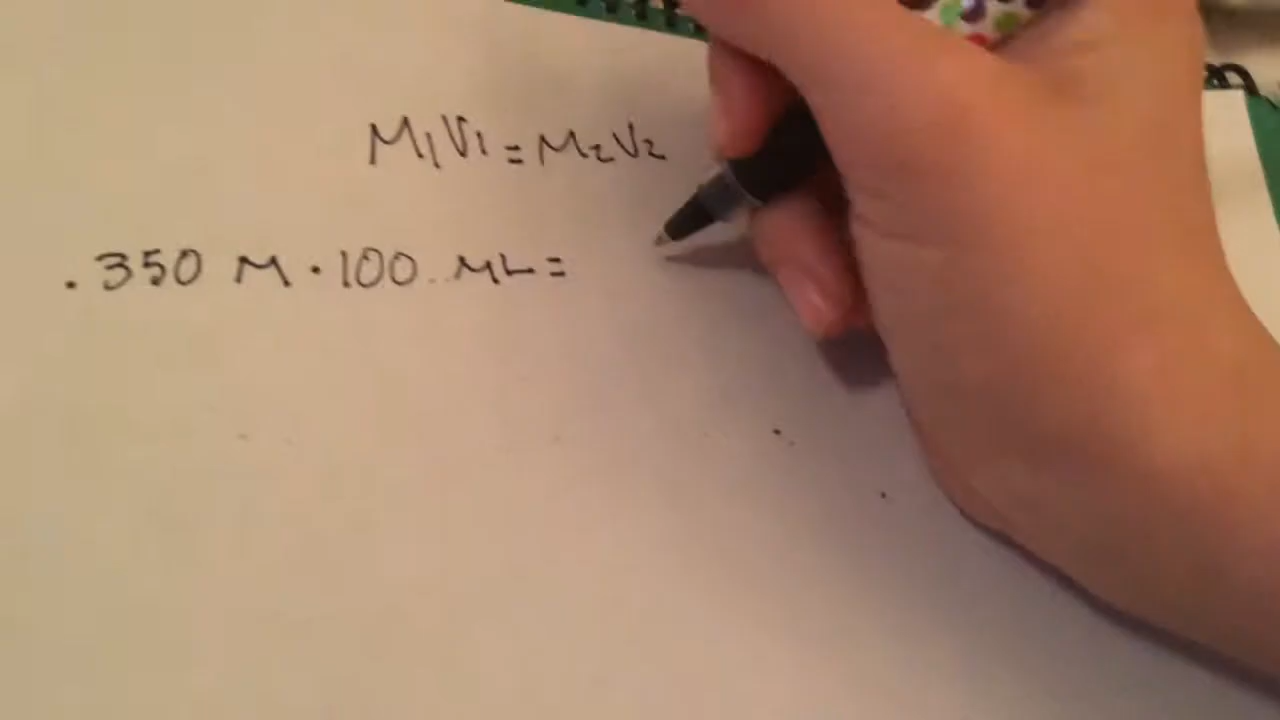 M₁V₁ = M₂V₂
.350 M · 100 mL =